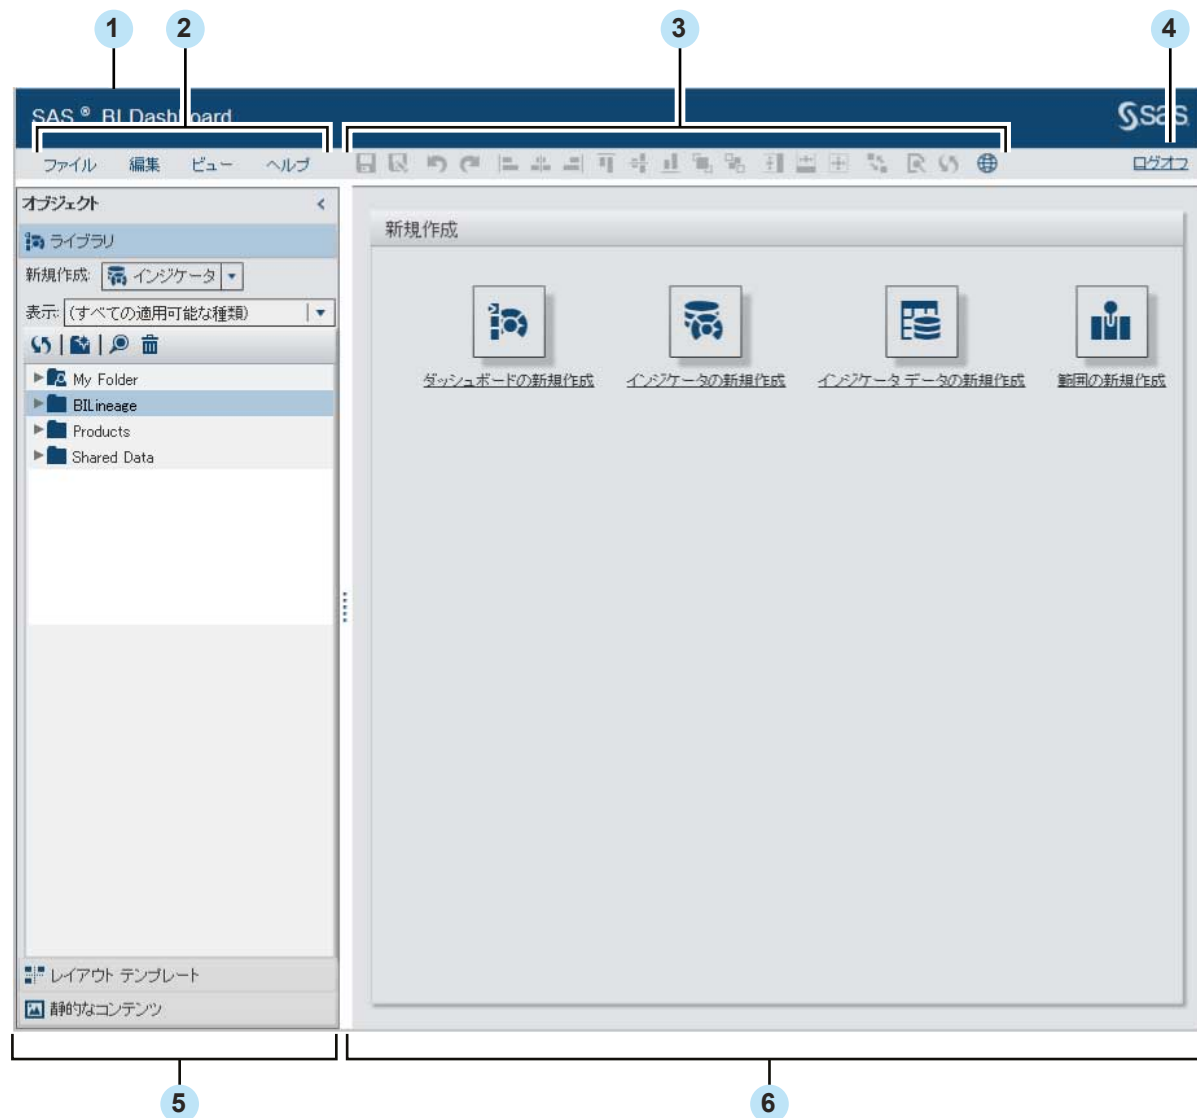 1
2
3
4
SAS ® BI Dashboard
sas
ファイル 編集 ビュー ヘルプ
ログオフ
オブジェクト
ライブラリ
新規作成: インジケータ
表示: (すべての適用可能な種類)
My Folder
BILineage
Products
Shared Data
レイアウト テンプレート
静的なコンテンツ
新規作成
ダッシュボードの新規作成
インジケータの新規作成
インジケータ データの新規作成
範囲の新規作成
5
6